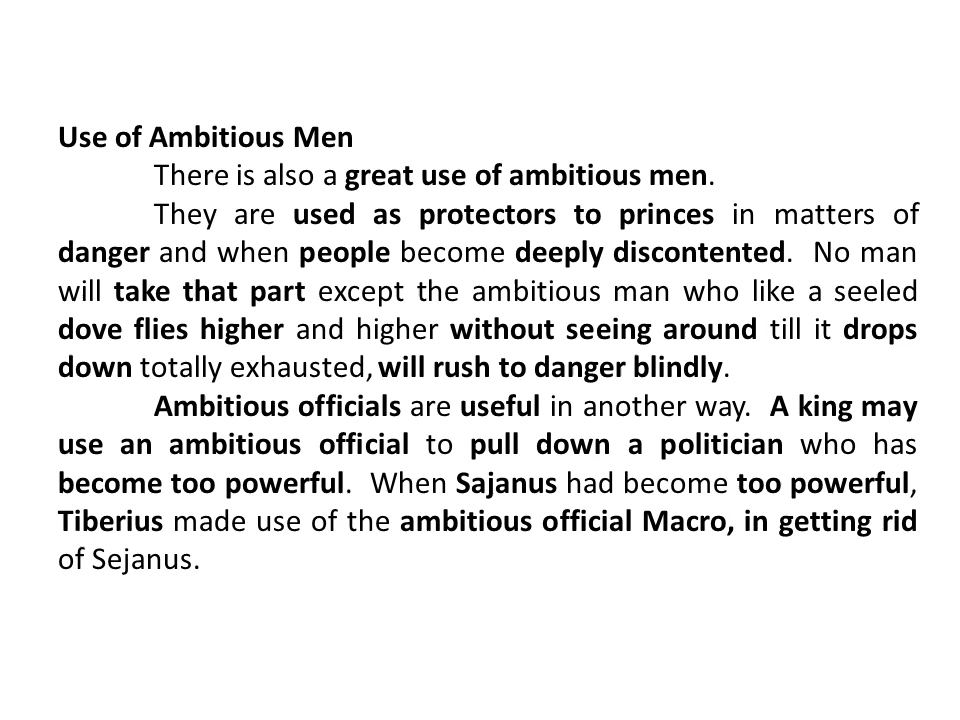 Use of Ambitious Men
There is also a great use of ambitious men.
They are used as protectors to princes in matters of
danger and when people become deeply discontented. No man
will take that part except the ambitious man who like a seeled
dove flies higher and higher without seeing around till it drops
down totally exhausted, will rush to danger blindly.
Ambitious officials are useful in another way. A king may
use an ambitious official to pull down a politician who has
become too powerful. When Sajanus had become too powerful,
Tiberius made use of the ambitious official Macro, in getting rid
of Sejanus.